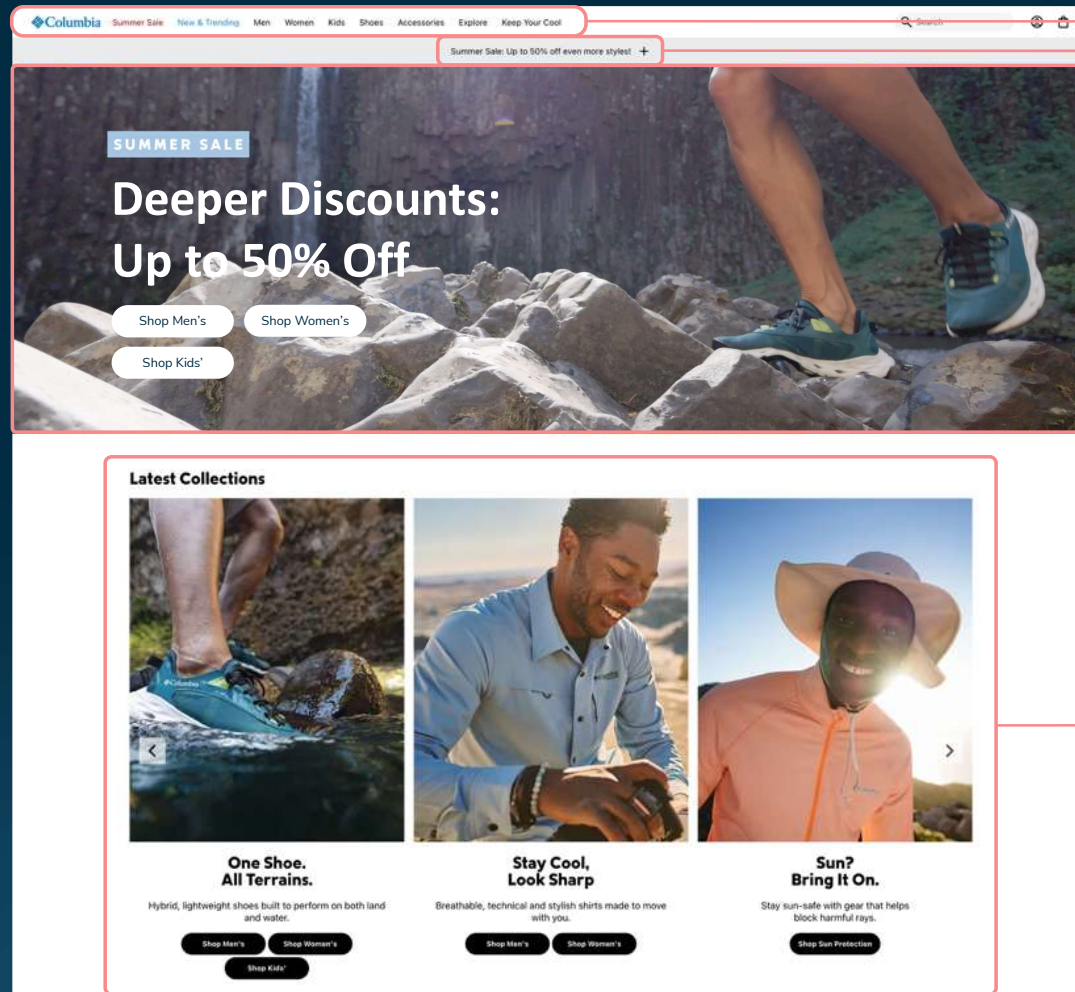 Columbia Summer Sale New & Trending Men Women Kids Shoes Accessories Explore Keep Your Cool Search
Summer Sale: Up to 50% off even more styles! +
SUMMER SALE
Deeper Discounts:
Up to 50% Off
Shop Men's Shop Women's
Shop Kids'
Latest Collections
Columbia
One Shoe.
All Terrains.
Hybrid, lightweight shoes built to perform on both land
and water.
Shop Men's Shop Women's
Shop Kids'
Stay Cool,
Look Sharp
Breathable, technical and stylish shirts made to move
with you.
Shop Men's Shop Women's
Sun?
Bring It On.
Stay sun-safe with gear that helps
block harmful rays.
Shop Sun Protection